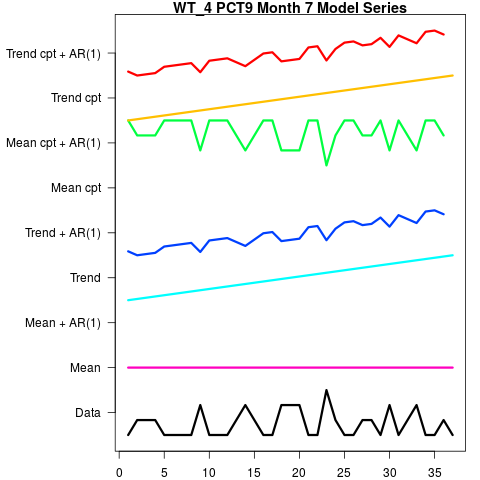 WT_4 PCT9 Month 7 Model Series
Trend cpt + AR(1)
Trend cpt
Mean cpt + AR(1)
Mean cpt
Trend + AR(1)
Trend
Mean + AR(1)
Mean
Data
0 5 10 15 20 25 30 35